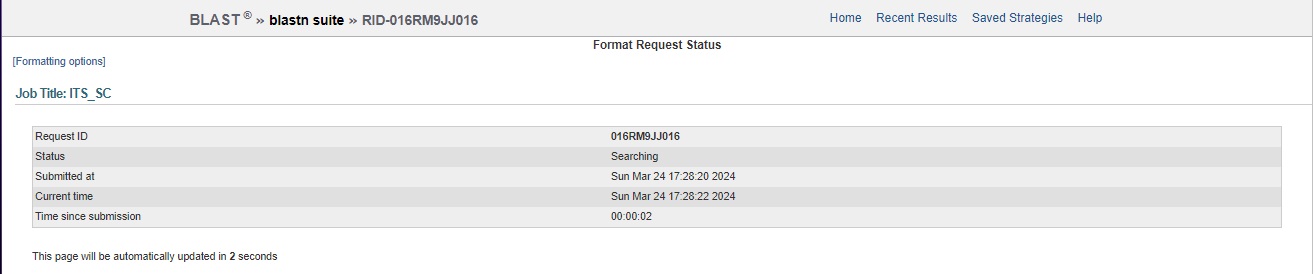 BLAST ® » blastn suite » RID-016RM9JJ016 Home Recent Results Saved Strategies Help
Format Request Status
[Formatting options]
Job Title: ITS_SC
Request ID 016RM9JJ016
Status Searching
Submitted at Sun Mar 24 17:28:20 2024
Current time Sun Mar 24 17:28:22 2024
Time since submission 00:00:02
This page will be automatically updated in 2 seconds